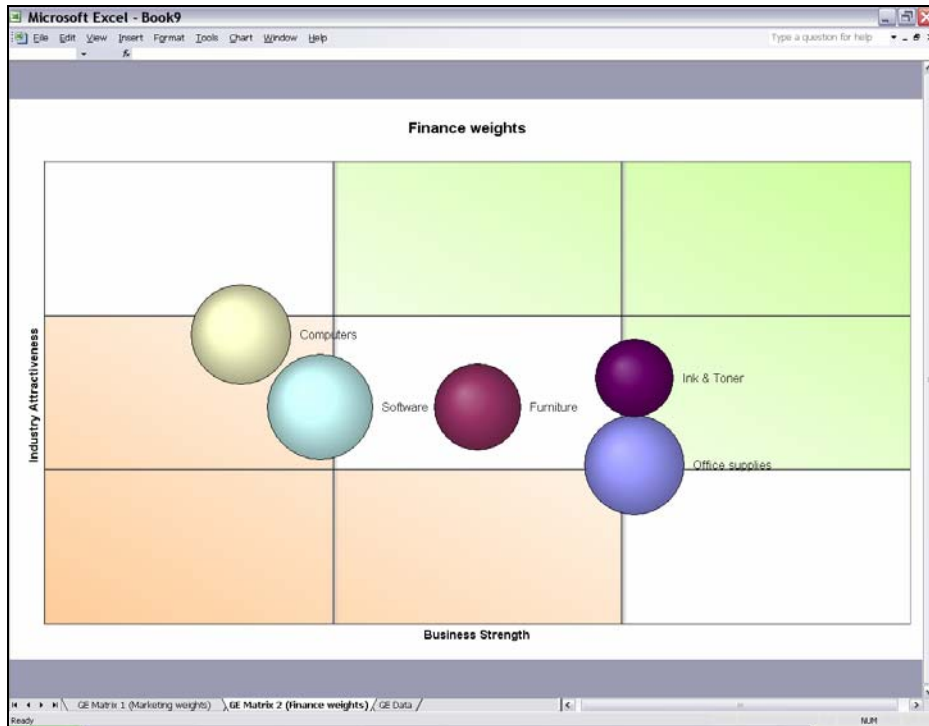 Microsoft Excel - Book9
File Edit View Insert Format Tools Chart Window Help Type a question for help
fx
Finance weights
Computers
Ink & Toner
Software
Furniture
Office supplies
Industry Attractiveness
Business Strength
GE Matrix 1 (Marketing weights) GE Matrix 2 (Finance weights) GE Data
Ready NUM